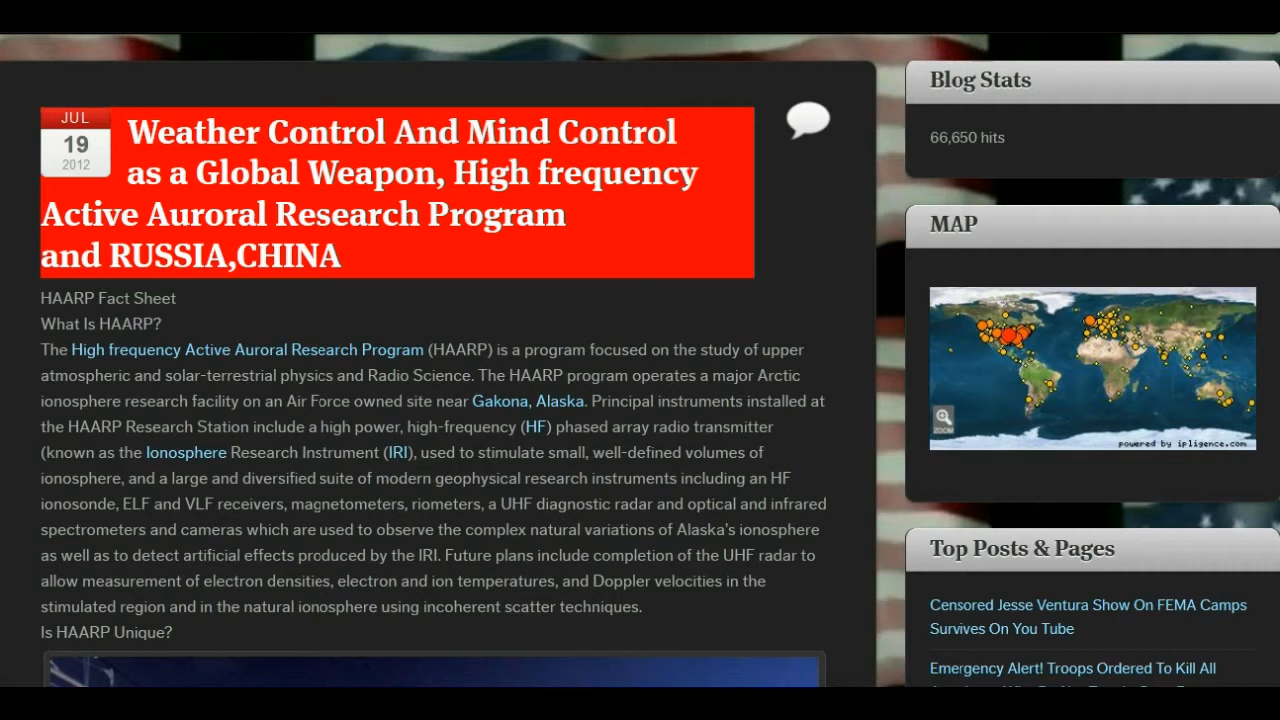 JUL
19
2012
Weather Control And Mind Control
as a Global Weapon, High frequency
Active Auroral Research Program
and RUSSIA,CHINA
HAARP Fact Sheet
What Is HAARP?
The High frequency Active Auroral Research Program (HAARP) is a program focused on the study of upper
atmospheric and solar-terrestrial physics and Radio Science. The HAARP program operates a major Arctic
ionosphere research facility on an Air Force owned site near Gakona, Alaska. Principal instruments installed at
the HAARP Research Station include a high power, high-frequency (HF) phased array radio transmitter
(known as the Ionosphere Research Instrument (IRI), used to stimulate small, well-defined volumes of
ionosphere, and a large and diversified suite of modern geophysical research instruments including an HF
ionosonde, ELF and VLF receivers, magnetometers, riometers, a UHF diagnostic radar and optical and infrared
spectrometers and cameras which are used to observe the complex natural variations of Alaska's ionosphere
as well as to detect artificial effects produced by the IRI. Future plans include completion of the UHF radar to
allow measurement of electron densities, electron and ion temperatures, and Doppler velocities in the
stimulated region and in the natural ionosphere using incoherent scatter techniques.
Is HAARP Unique?
Blog Stats
66,650 hits
MAP
ZOOM
powered by ipligence.com
Top Posts & Pages
Censored Jesse Ventura Show On FEMA Camps
Survives On You Tube
Emergency Alert! Troops Ordered To Kill All